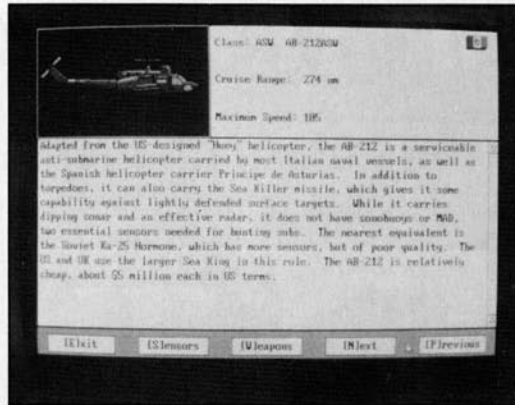 Class: ASW AB-212ASW
Cruise Range: 274 nm
Maximum Speed: 105
Adapted from the US-designed "Huey" helicopter, the AB-212 is a serviceable
anti-submarine helicopter carried by most Italian naval vessels, as well as
the Spanish helicopter carrier Principe de Asturias. In addition to
torpedoes, it can also carry the Sea Killer missile, which gives it some
capability against lightly defended surface targets. While it carries
dipping sonar and an effective radar, it does not have sonobuoys or MAD,
two essential sensors needed for hunting subs. The nearest equivalent is
the Soviet Ka-25 Hormone, which has more sensors, but of poor quality. The
US and UK use the larger Sea King in this role. The AB-212 is relatively
cheap, about $5 million each in US terms.
[E]xit [S]ensors [W]eapons [N]ext [P]revious